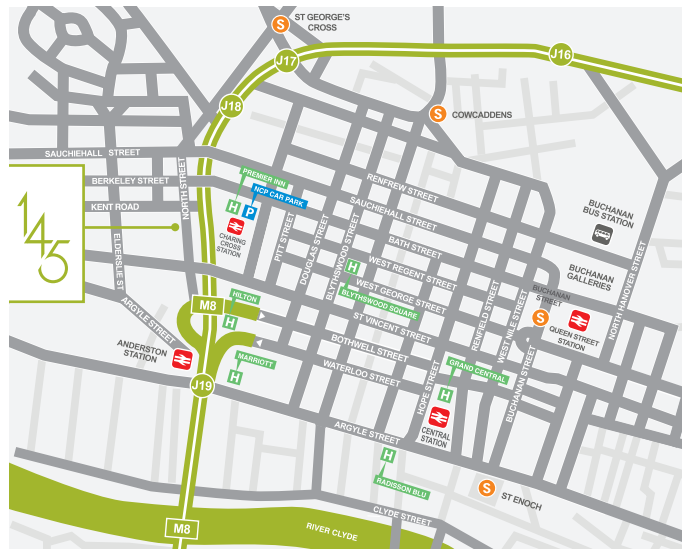 ST GEORGE'S
CROSS
S
J17
J16
J18
S
COWCADDENS
SAUCHIEHALL STREET
BERKELEY STREET
KENT ROAD
NORTH STREET
ELDERSLIE ST
145
PREMIER INN
NCP CAR PARK
H
P
CHARING
CROSS
STATION
PITT STREET
DOUGLAS STREET
BLYTHSWOOD STREET
RENFREW STREET
SAUCHIEHALL STREET
BATH STREET
WEST REGENT STREET
WEST GEORGE STREET
H
BLYTHSWOOD SQUARE
ST VINCENT STREET
BOTHWELL STREET
WATERLOO STREET
BUCHANAN
BUS STATION
BUCHANAN
GALLERIES
BUCHANAN
STREET
S
QUEEN STREET
STATION
NORTH HANOVER STREET
RENFIELD STREET
WEST NILE STREET
BUCHANAN STREET
HOPE STREET
M8
HILTON
H
MARRIOTT
H
ARGYLE STREET
ANDERSTON
STATION
J19
GRAND CENTRAL
H
CENTRAL
STATION
ARGYLE STREET
H
RADISSON BLU
S
ST ENOCH
CLYDE STREET
M8
RIVER CLYDE